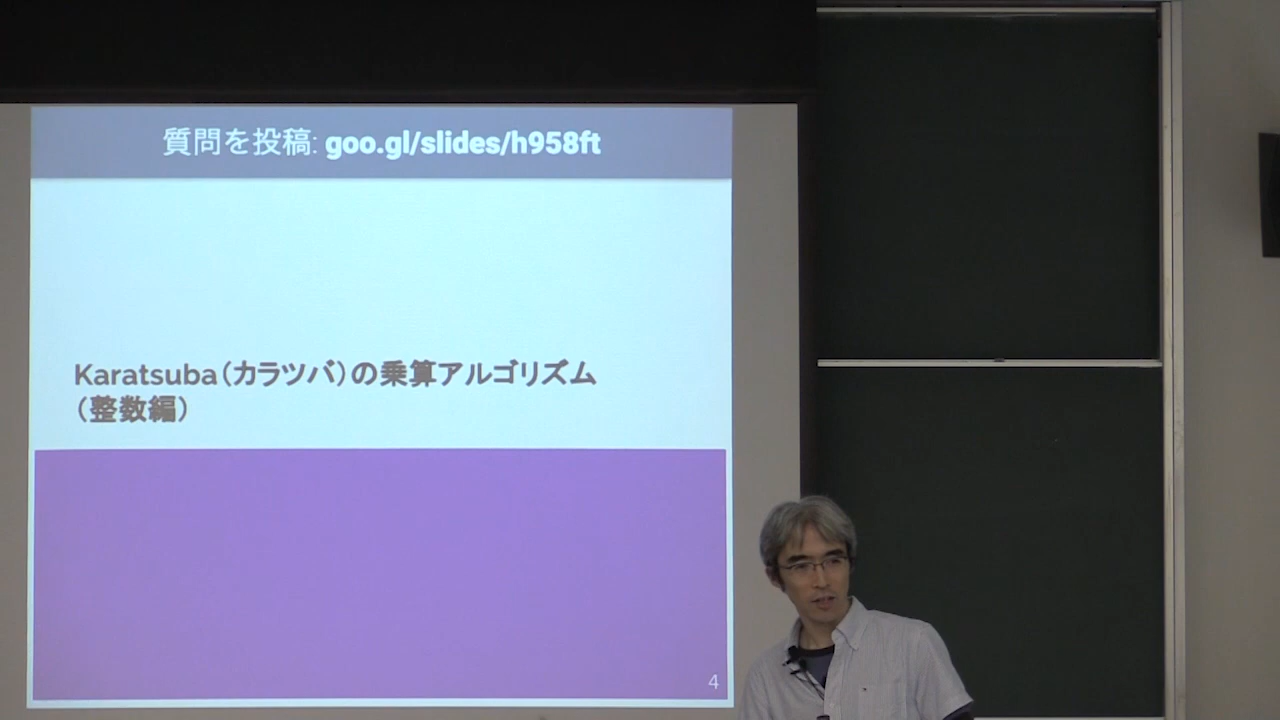 質問を投稿: goo.gl/slides/h958ft
Karatsuba（カラツバ）の乗算アルゴリズム
（整数編）
4